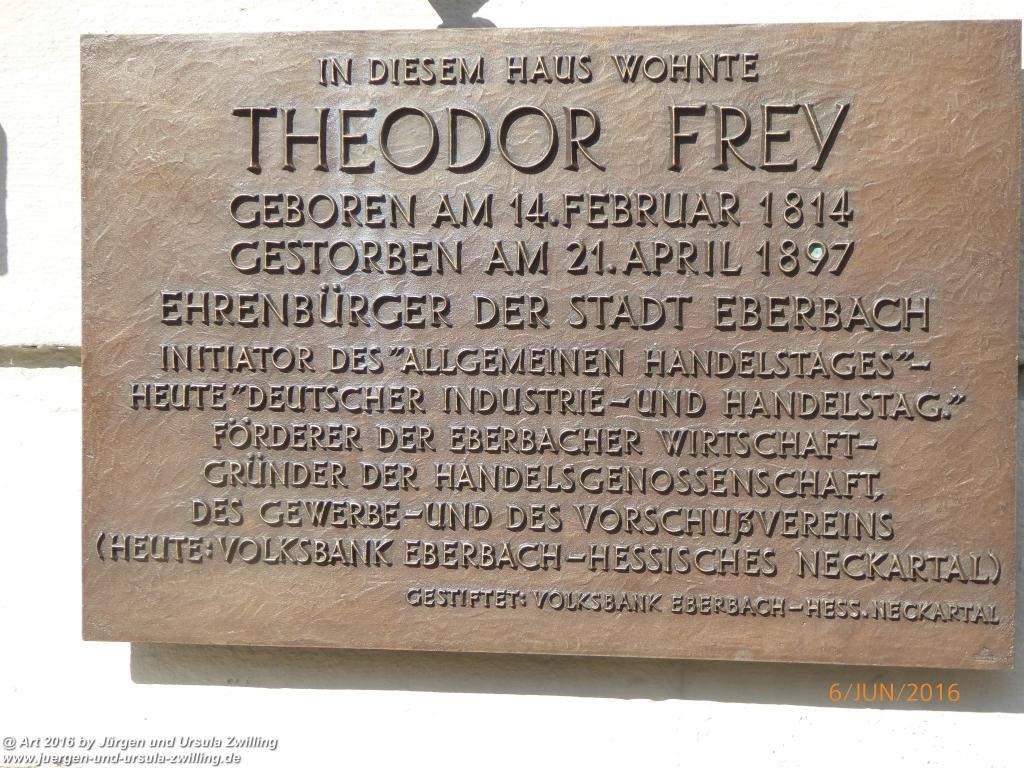 IN DIESEM HAUS WOHNTE
THEODOR FREY
GEBOREN AM 14. FEBRUAR 1814
GESTORBEN AM 21. APRIL 1897
EHRENBÜRGER DER STADT EBERBACH
INITIATOR DES "ALLGEMEINEN HANDELSTAGES"-
HEUTE "DEUTSCHER INDUSTRIE-UND HANDELSTAG."
FÖRDERER DER EBERBACHER WIRTSCHAFT-
GRÜNDER DER HANDELSGENOSSENSCHAFT,
DES GEWERBE-UND DES VORSCHUßVEREINS
(HEUTE: VOLKSBANK EBERBACH-HESSISCHES NECKARTAL)
GESTIFTET: VOLKSBANK EBERBACH-HESS. NECKARTAL
6/JUN/2016
@ Art 2016 by Jürgen und Ursula Zwilling
www.juergen-und-ursula-zwilling.de